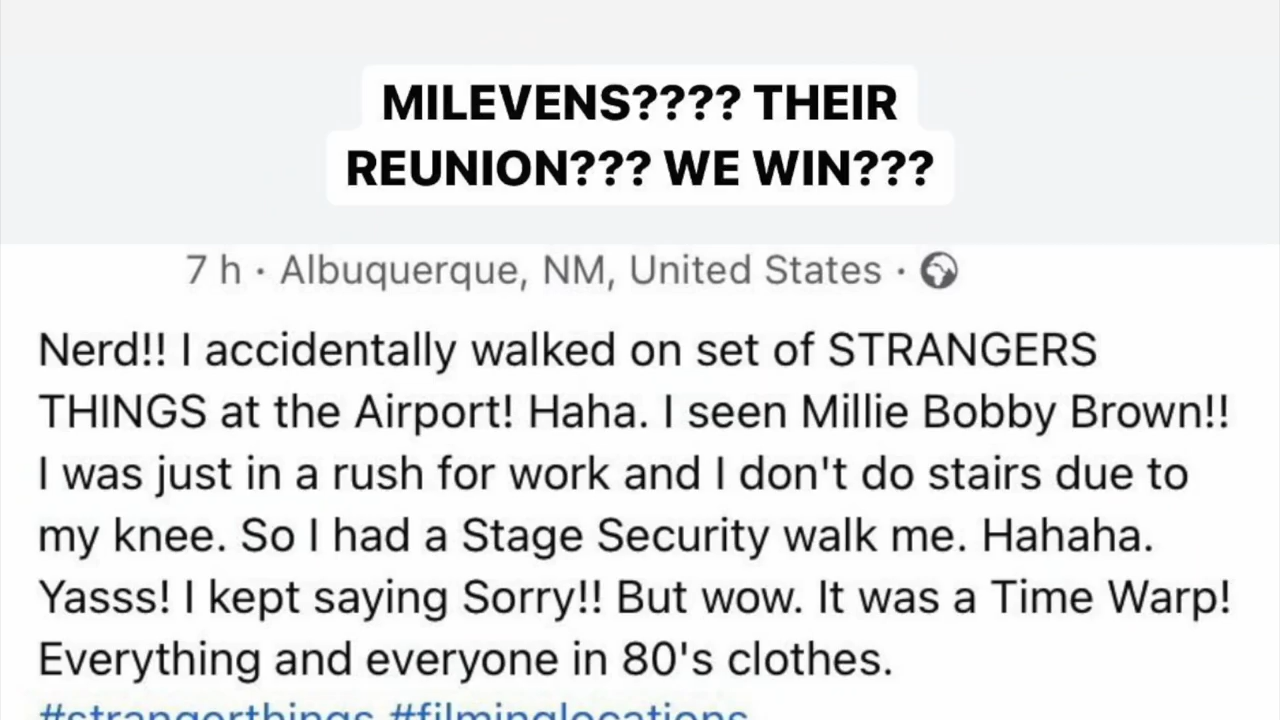 MILEVENS???? THEIR
REUNION??? WE WIN???
7 h · Albuquerque, NM, United States ·
Nerd!! I accidentally walked on set of STRANGERS
THINGS at the Airport! Haha. I seen Millie Bobby Brown!!
I was just in a rush for work and I don't do stairs due to
my knee. So I had a Stage Security walk me. Hahaha.
Yasss! I kept saying Sorry!! But wow. It was a Time Warp!
Everything and everyone in 80's clothes.
#strangerthings #filminglocations